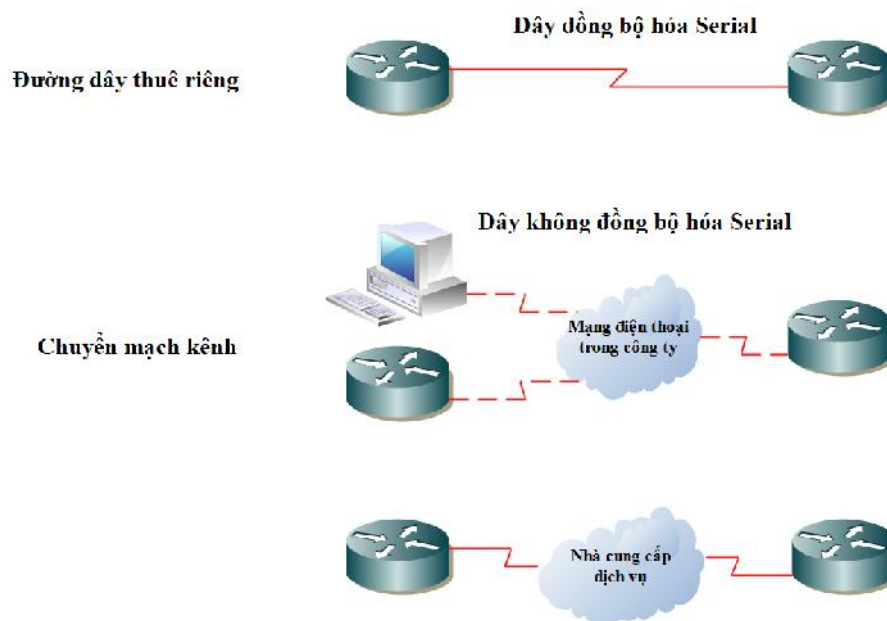 Dây đồng bộ hóa Serial
Đường dây thuê riêng
Dây không đồng bộ hóa Serial
Mạng điện thoại
trong công ty
Chuyển mạch kênh
Nhà cung cấp
dịch vụ